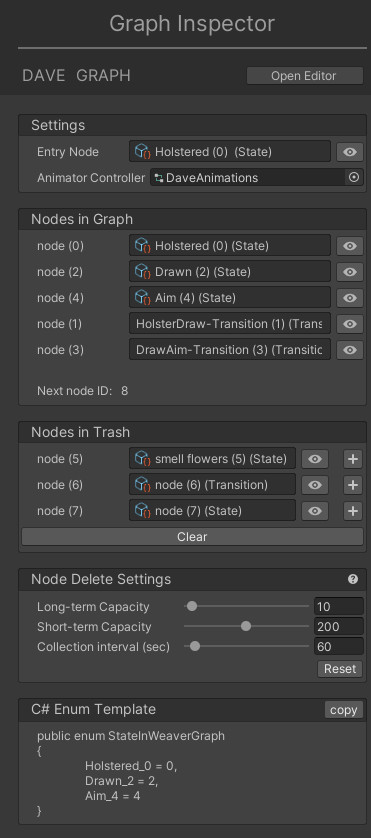 Graph Inspector
DAVE GRAPH Open Editor
Settings
Entry Node Holstered (0) (State)
Animator Controller DaveAnimations
Nodes in Graph
node (0) Holstered (0) (State)
node (2) Drawn (2) (State)
node (4) Aim (4) (State)
node (1) HolsterDraw-Transition (1) (Trans
node (3) DrawAim-Transition (3) (Transitic
Next node ID: 8
Nodes in Trash
node (5) smell flowers (5) (State) +
node (6) node (6) (Transition) +
node (7) node (7) (State) +
Clear
Node Delete Settings ?
Long-term Capacity 10
Short-term Capacity 200
Collection interval (sec) 60
Reset
C# Enum Template copy
public enum StateInWeaverGraph
{
Holstered_0 = 0,
Drawn_2 = 2,
Aim_4 = 4
}